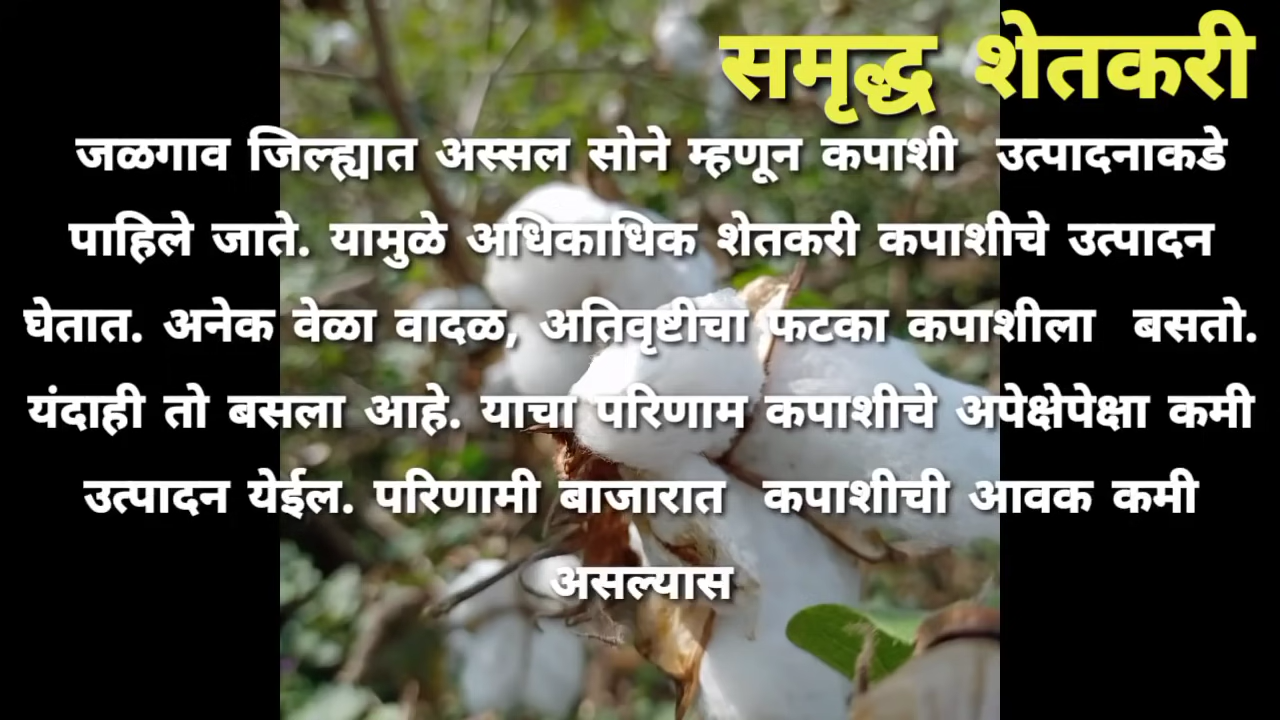 समृद्ध शेतकरी
जळगाव जिल्ह्यात अस्सल सोने म्हणून कपाशी उत्पादनाकडे
पाहिले जाते. यामुळे अधिकाधिक शेतकरी कपाशीचे उत्पादन
घेतात. अनेक वेळा वादळ, अतिवृष्टीचा फटका कपाशीला बसतो.
यंदाही तो बसला आहे. याचा परिणाम कपाशीचे अपेक्षेपेक्षा कमी
उत्पादन येईल. परिणामी बाजारात कपाशीची आवक कमी
असल्यास